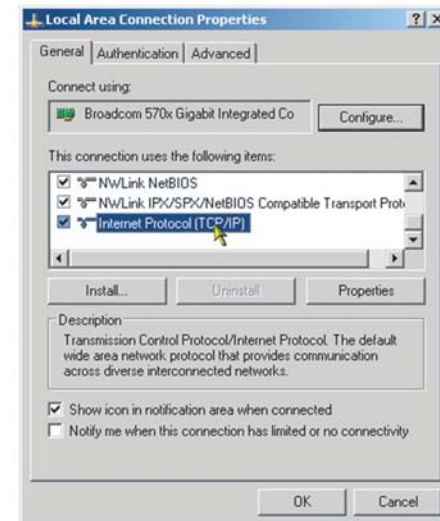 Local Area Connection Properties
General Authentication Advanced
Connect using:
Broadcom 570x Gigabit Integrated Co Configure...
This connection uses the following items:
NWLink NetBIOS
NWLink IPX/SPX/NetBIOS Compatible Transport Prot
Internet Protocol (TCP/IP)
Install... Uninstall Properties
Description
Transmission Control Protocol/Internet Protocol. The default
wide area network protocol that provides communication
across diverse interconnected networks.
Show icon in notification area when connected
Notify me when this connection has limited or no connectivity
OK Cancel